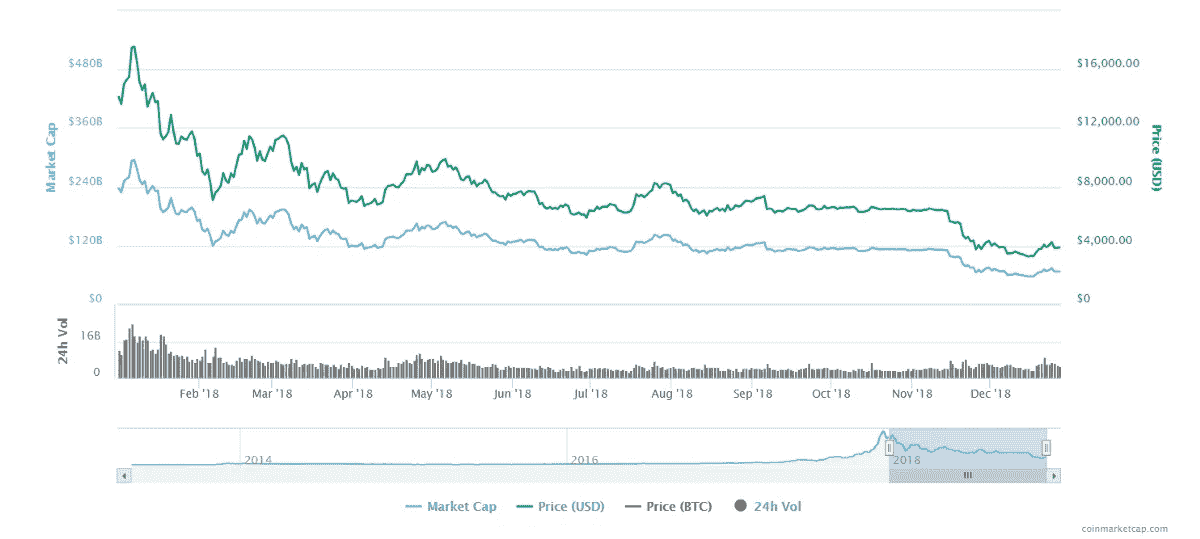 $480B
$16,000.00
$360B
$12,000.00
Market Cap
Price (USD)
$240B
$8,000.00
$120B
$4,000.00
$0
$0
24h Vol
16B
0
Feb '18
Mar '18
Apr '18
May '18
Jun '18
Jul '18
Aug '18
Sep '18
Oct '18
Nov '18
Dec '18
2014
2016
2018
Market Cap
Price (USD)
Price (BTC)
24h Vol
coinmarketcap.com